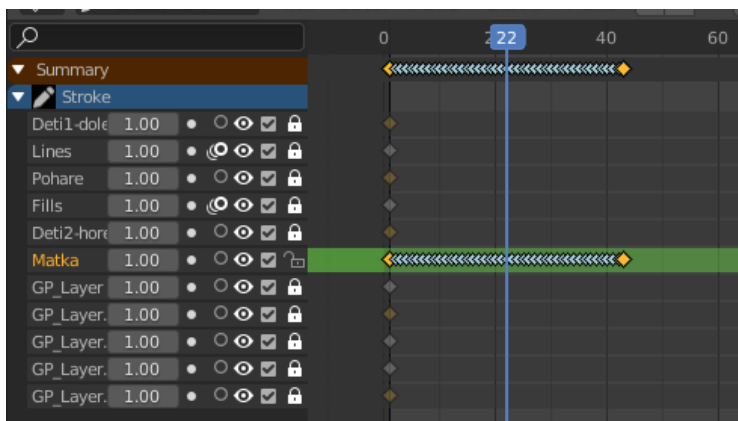 0 22 40 60
Summary
Stroke
Deti1-dole 1.00
Lines 1.00
Pohare 1.00
Fills 1.00
Deti2-hore 1.00
Matka 1.00
GP_Layer 1.00
GP_Layer. 1.00
GP_Layer. 1.00
GP_Layer. 1.00
GP_Layer. 1.00